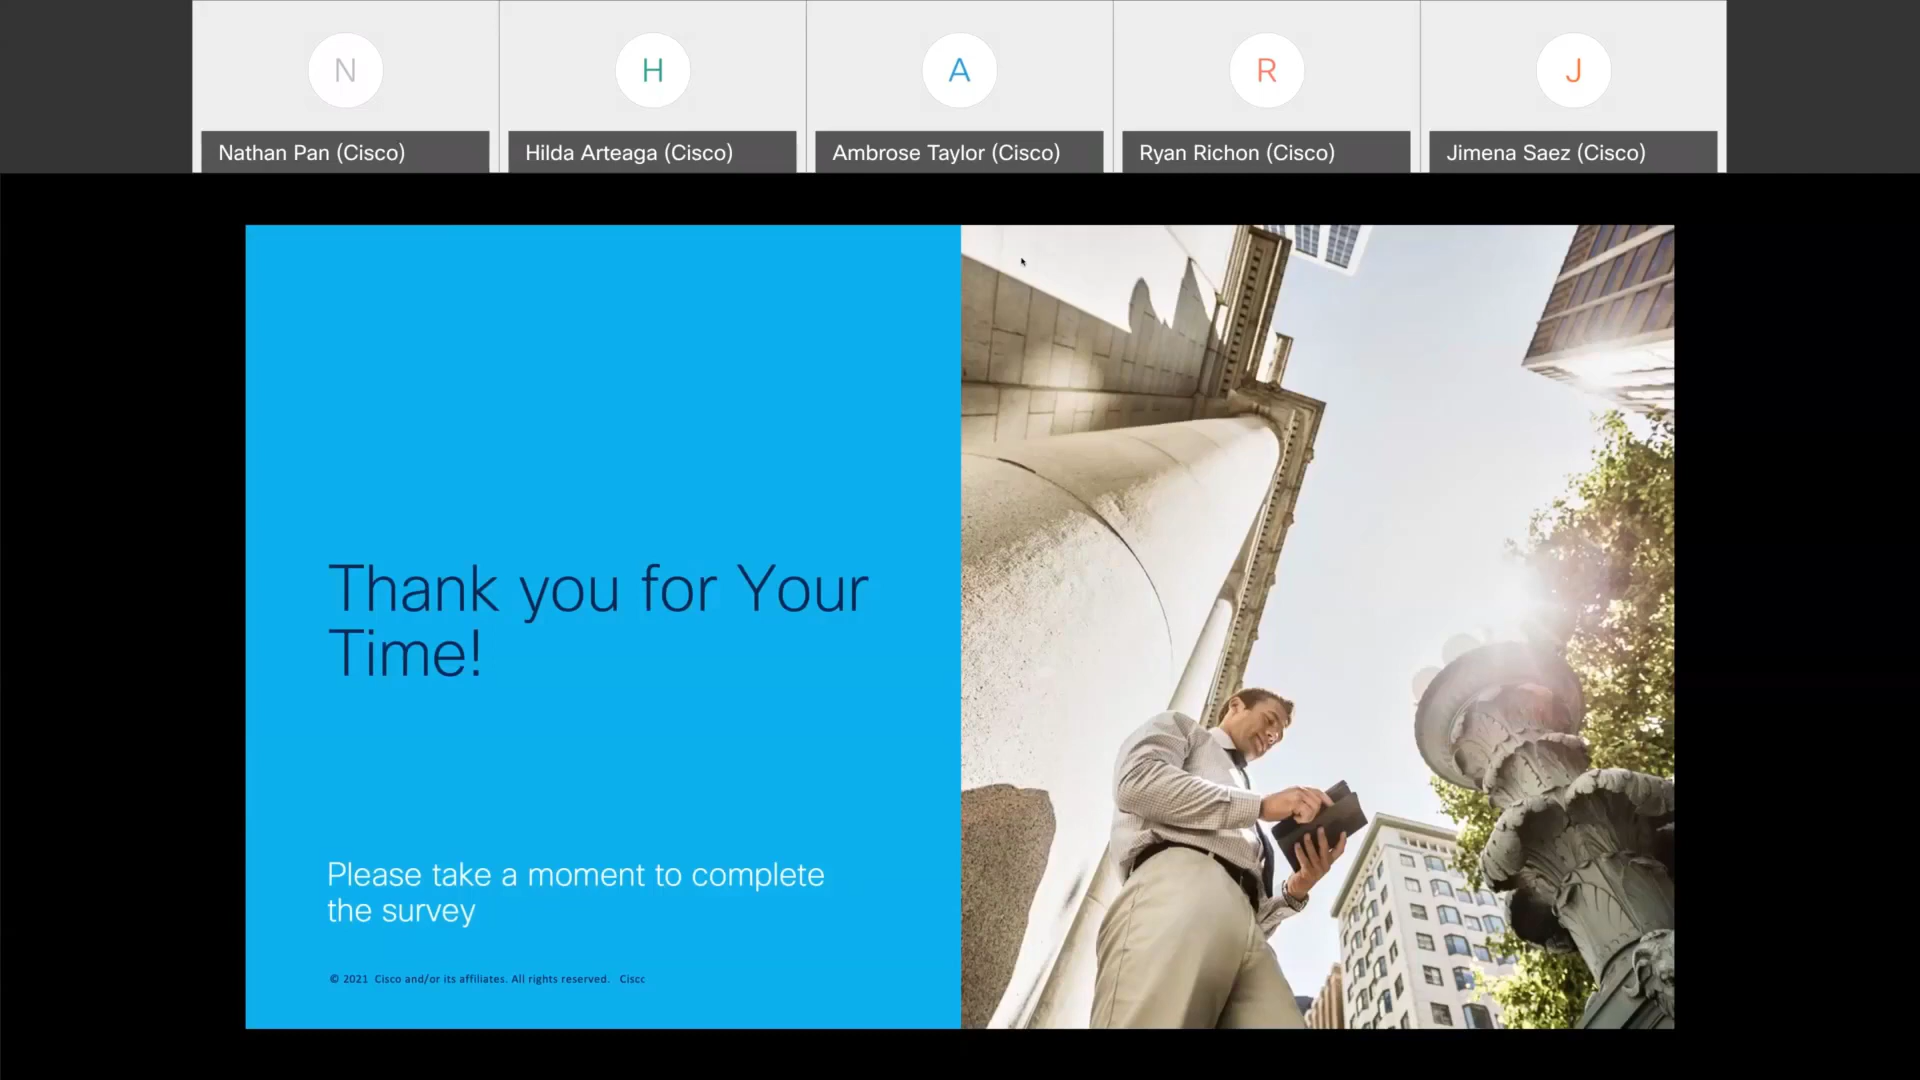 N
H
A
R
J
Nathan Pan (Cisco)
Hilda Arteaga (Cisco)
Ambrose Taylor (Cisco)
Ryan Richon (Cisco)
Jimena Saez (Cisco)
Thank you for Your
Time!
Please take a moment to complete
the survey
© 2021 Cisco and/or its affiliates. All rights reserved. Ciscc